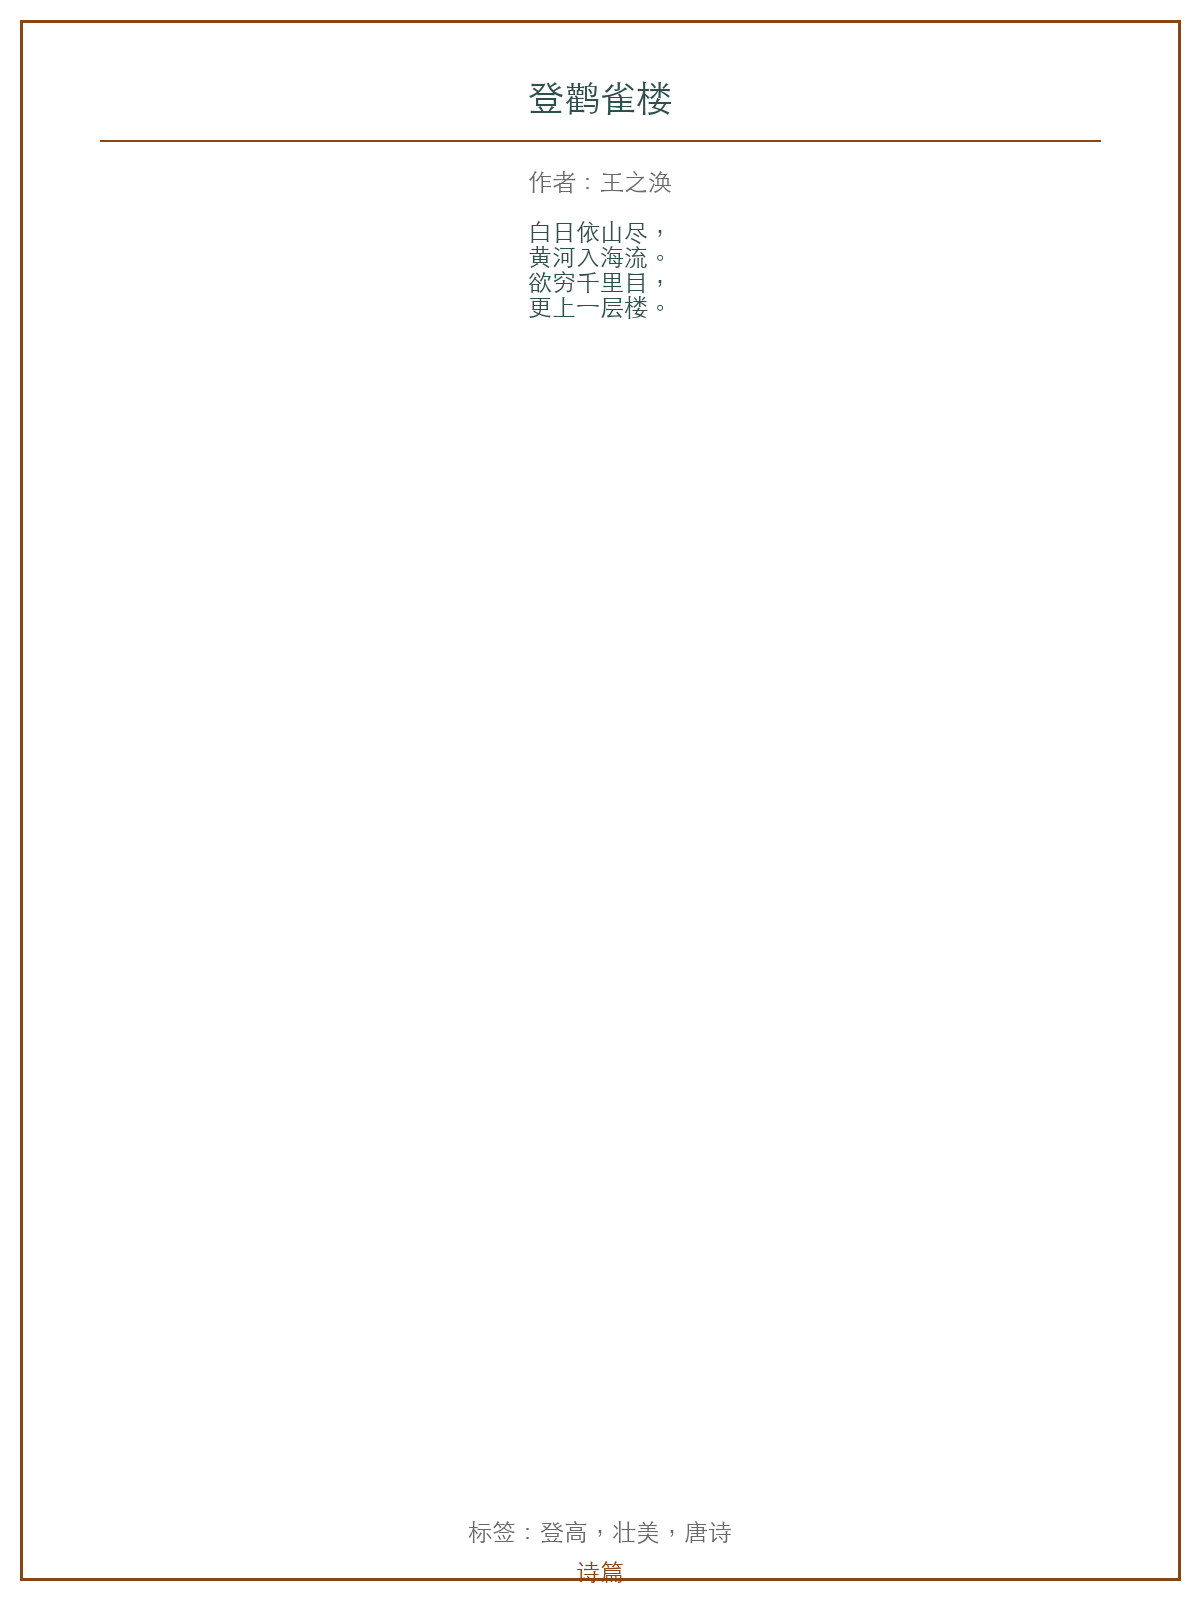 登鹳雀楼
作者：王之涣
白日依山尽，
黄河入海流。
欲穷千里目，
更上一层楼。
标签：登高，壮美，唐诗
诗篇